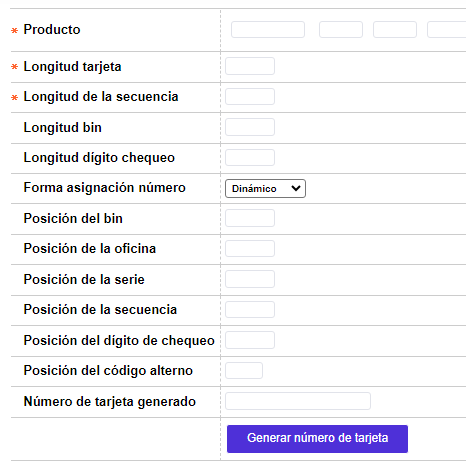 * Producto
* Longitud tarjeta
* Longitud de la secuencia
Longitud bin
Longitud dígito chequeo
Forma asignación número Dinámico
Posición del bin
Posición de la oficina
Posición de la serie
Posición de la secuencia
Posición del dígito de chequeo
Posición del código alterno
Número de tarjeta generado
Generar número de tarjeta